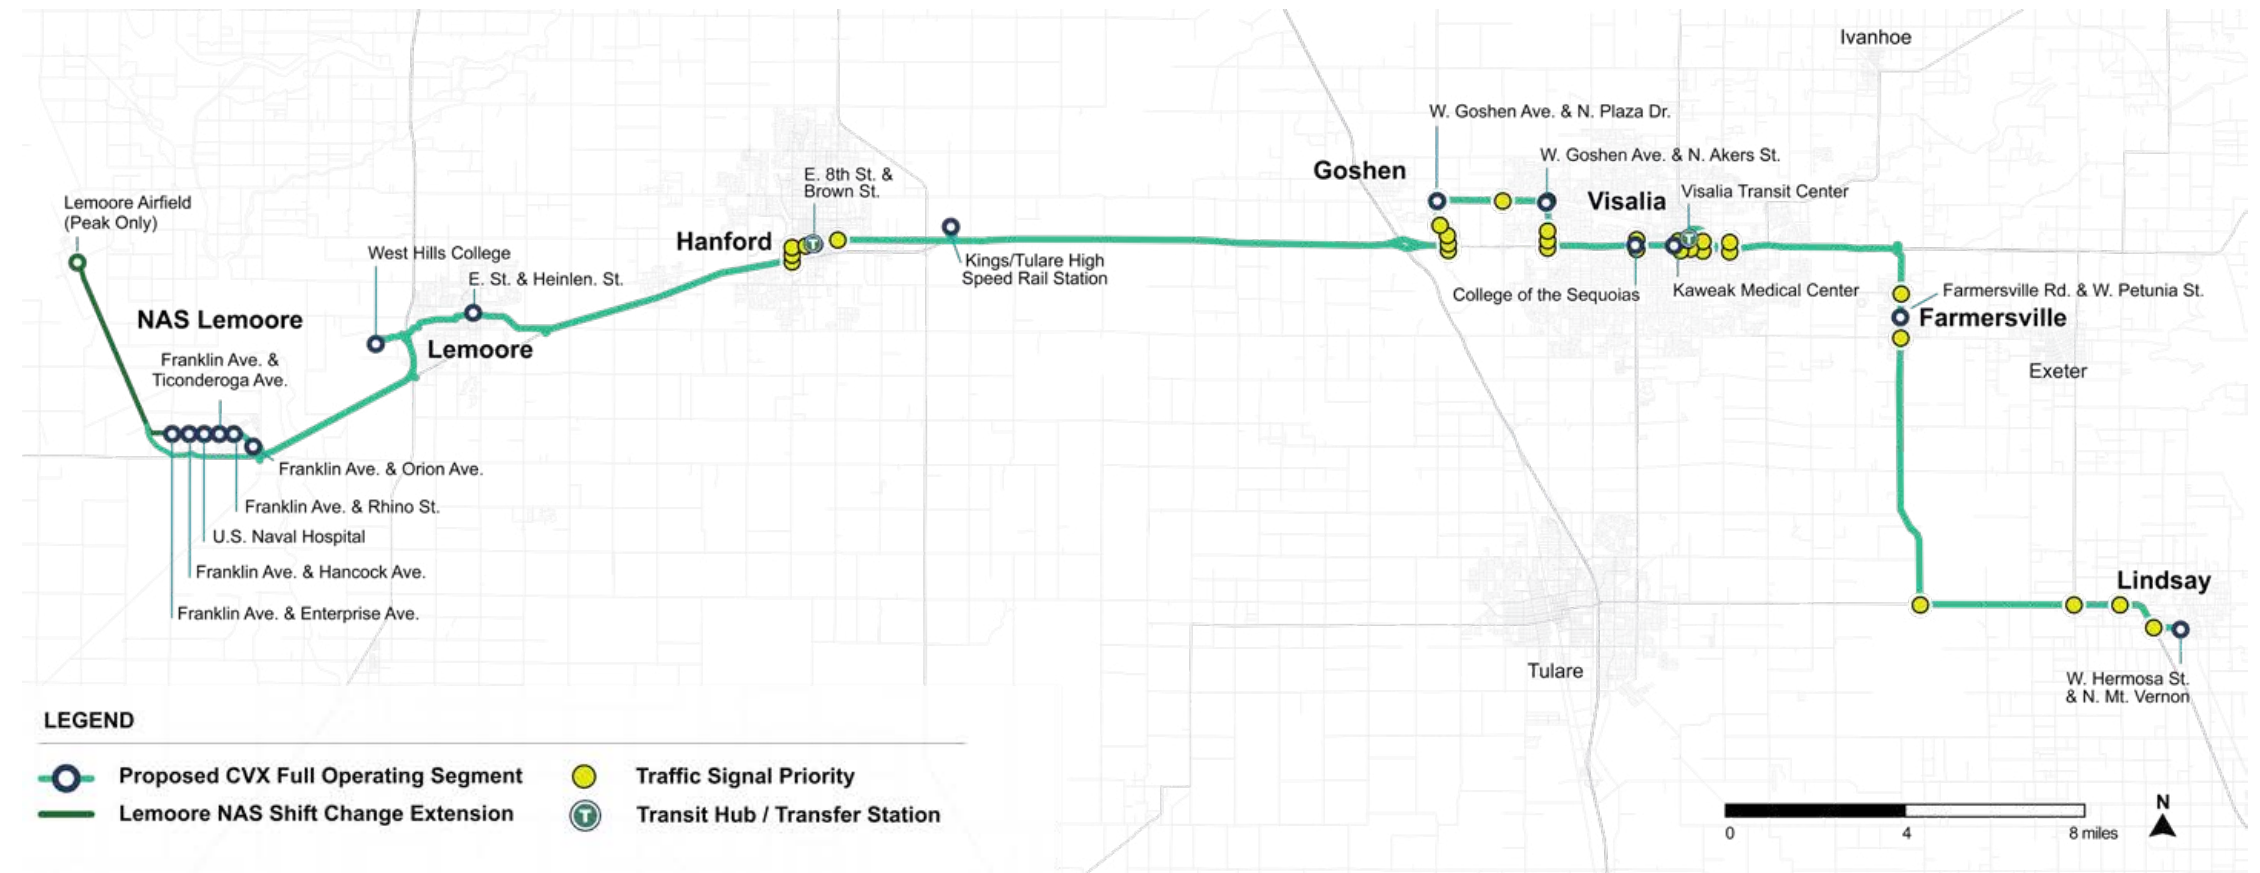 Ivanhoe
W. Goshen Ave. & N. Plaza Dr.
W. Goshen Ave. & N. Akers St.
Goshen
E. 8th St. &
Brown St.
Visalia
Visalia Transit Center
Lemoore Airfield
(Peak Only)
Hanford
West Hills College
E. St. & Heinlen. St.
Kings/Tulare High
Speed Rail Station
College of the Sequoias
Kaweak Medical Center
Farmersville Rd. & W. Petunia St.
Farmersville
NAS Lemoore
Lemoore
Franklin Ave. &
Ticonderoga Ave.
Exeter
Franklin Ave. & Orion Ave.
Franklin Ave. & Rhino St.
U.S. Naval Hospital
Franklin Ave. & Hancock Ave.
Franklin Ave. & Enterprise Ave.
Lindsay
Tulare
W. Hermosa St.
& N. Mt. Vernon
LEGEND
Proposed CVX Full Operating Segment
Traffic Signal Priority
Lemoore NAS Shift Change Extension
T
Transit Hub / Transfer Station
0 4 8 miles
N